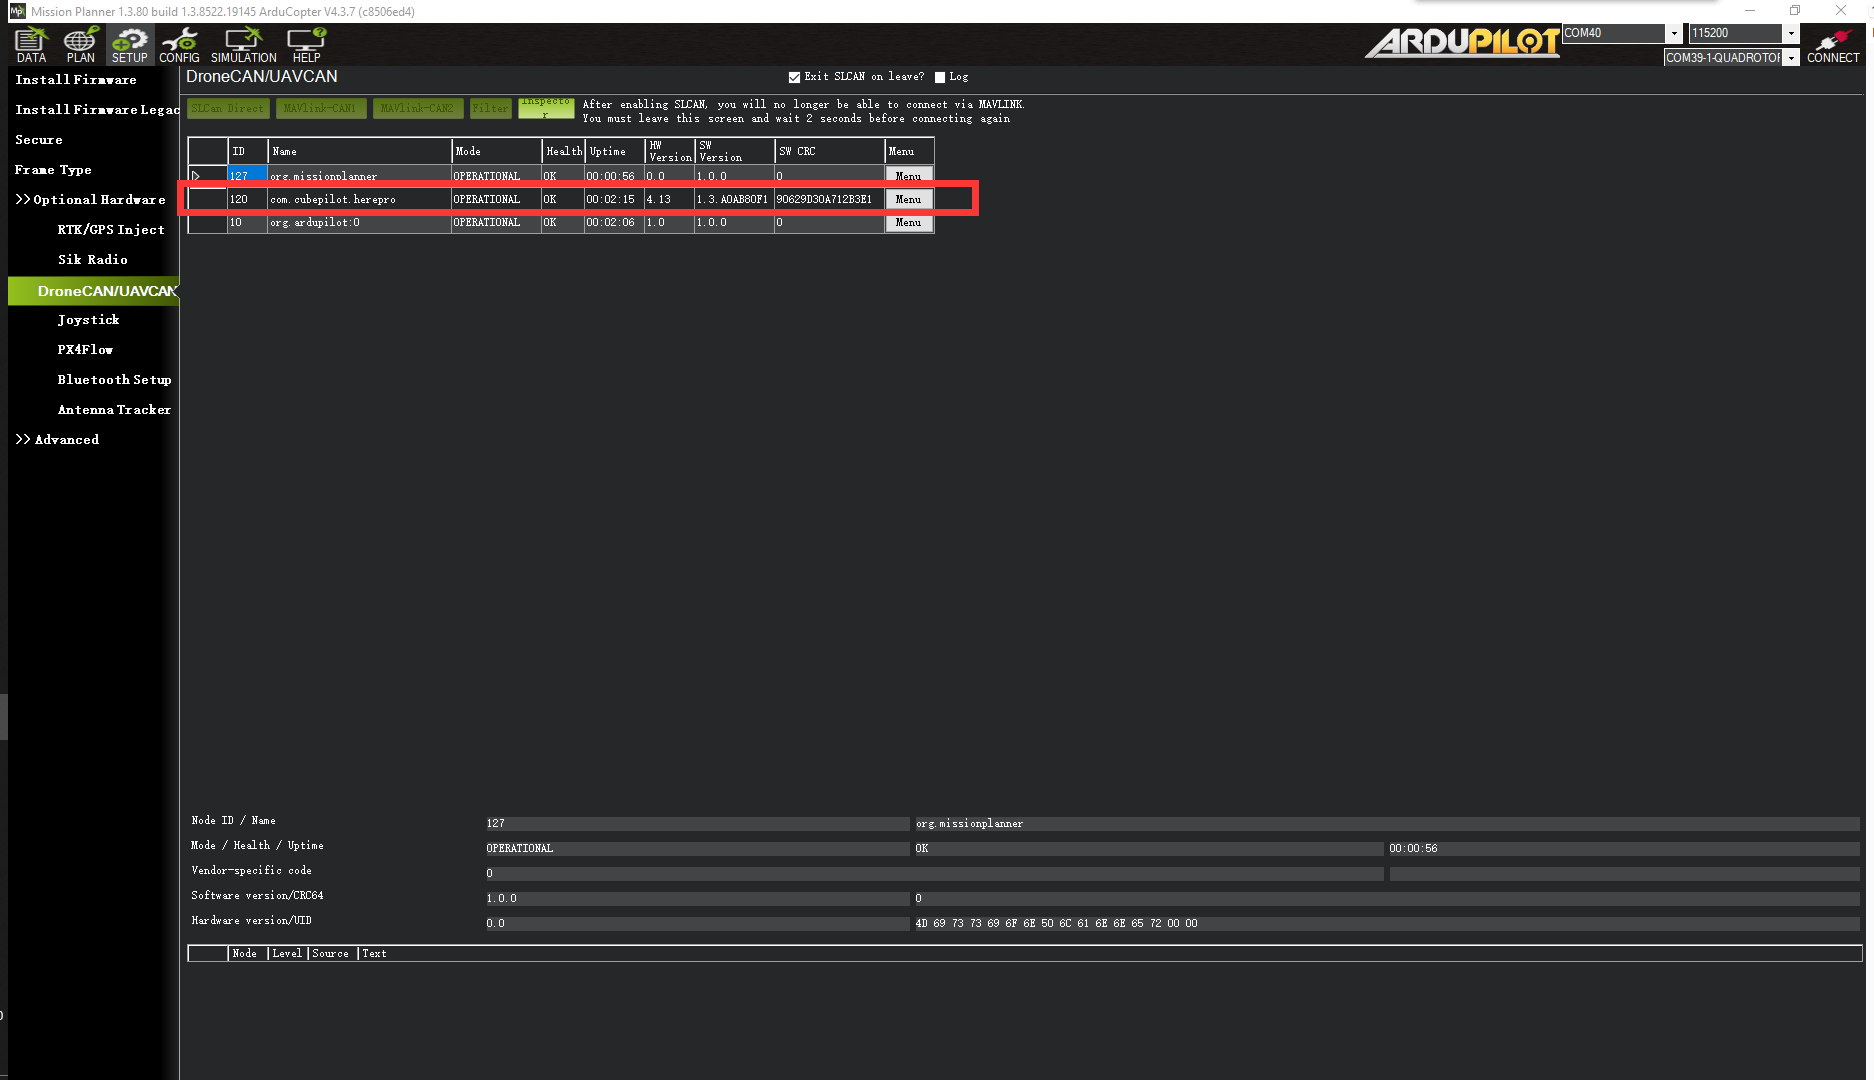 Mission Planner 1.3.80 build 1.3.8522.19145 ArduCopter V4.3.7 (c8506ed4)
DATA PLAN SETUP CONFIG SIMULATION HELP
ARDUPILOT
COM40 115200
COM39-1-QUADROTOR CONNECT
Install Firmware
Install Firmware Legac
Secure
Frame Type
>> Optional Hardware
RTK/GPS Inject
Sik Radio
DroneCAN/UAVCAN
Joystick
PX4Flow
Bluetooth Setup
Antenna Tracker
>> Advanced
DroneCAN/UAVCAN
Exit SLCAN on leave? Log
SLCan Direct MAVlink-CAN1 MAVlink-CAN2 Filter Inspector
After enabling SLCAN, you will no longer be able to connect via MAVLINK.
You must leave this screen and wait 2 seconds before connecting again
ID Name Mode Health Uptime HW Version SW Version SW CRC Menu
127 org.missionplanner OPERATIONAL OK 00:00:56 0.0 1.0.0 0 Menu
120 com.cubepilot.herepro OPERATIONAL OK 00:02:15 4.13 1.3.A0AB80F1 90629D30A712B3E1 Menu
10 org.ardupilot:0 OPERATIONAL OK 00:02:06 1.0 1.0.0 0 Menu
Node ID / Name 127 org.missionplanner
Mode / Health / Uptime OPERATIONAL OK 00:00:56
Vendor-specific code 0
Software version/CRC64 1.0.0 0
Hardware version/UID 0.0 4D 69 73 73 69 6F 6E 50 6C 61 6E 6E 65 72 00 00
Node Level Source Text